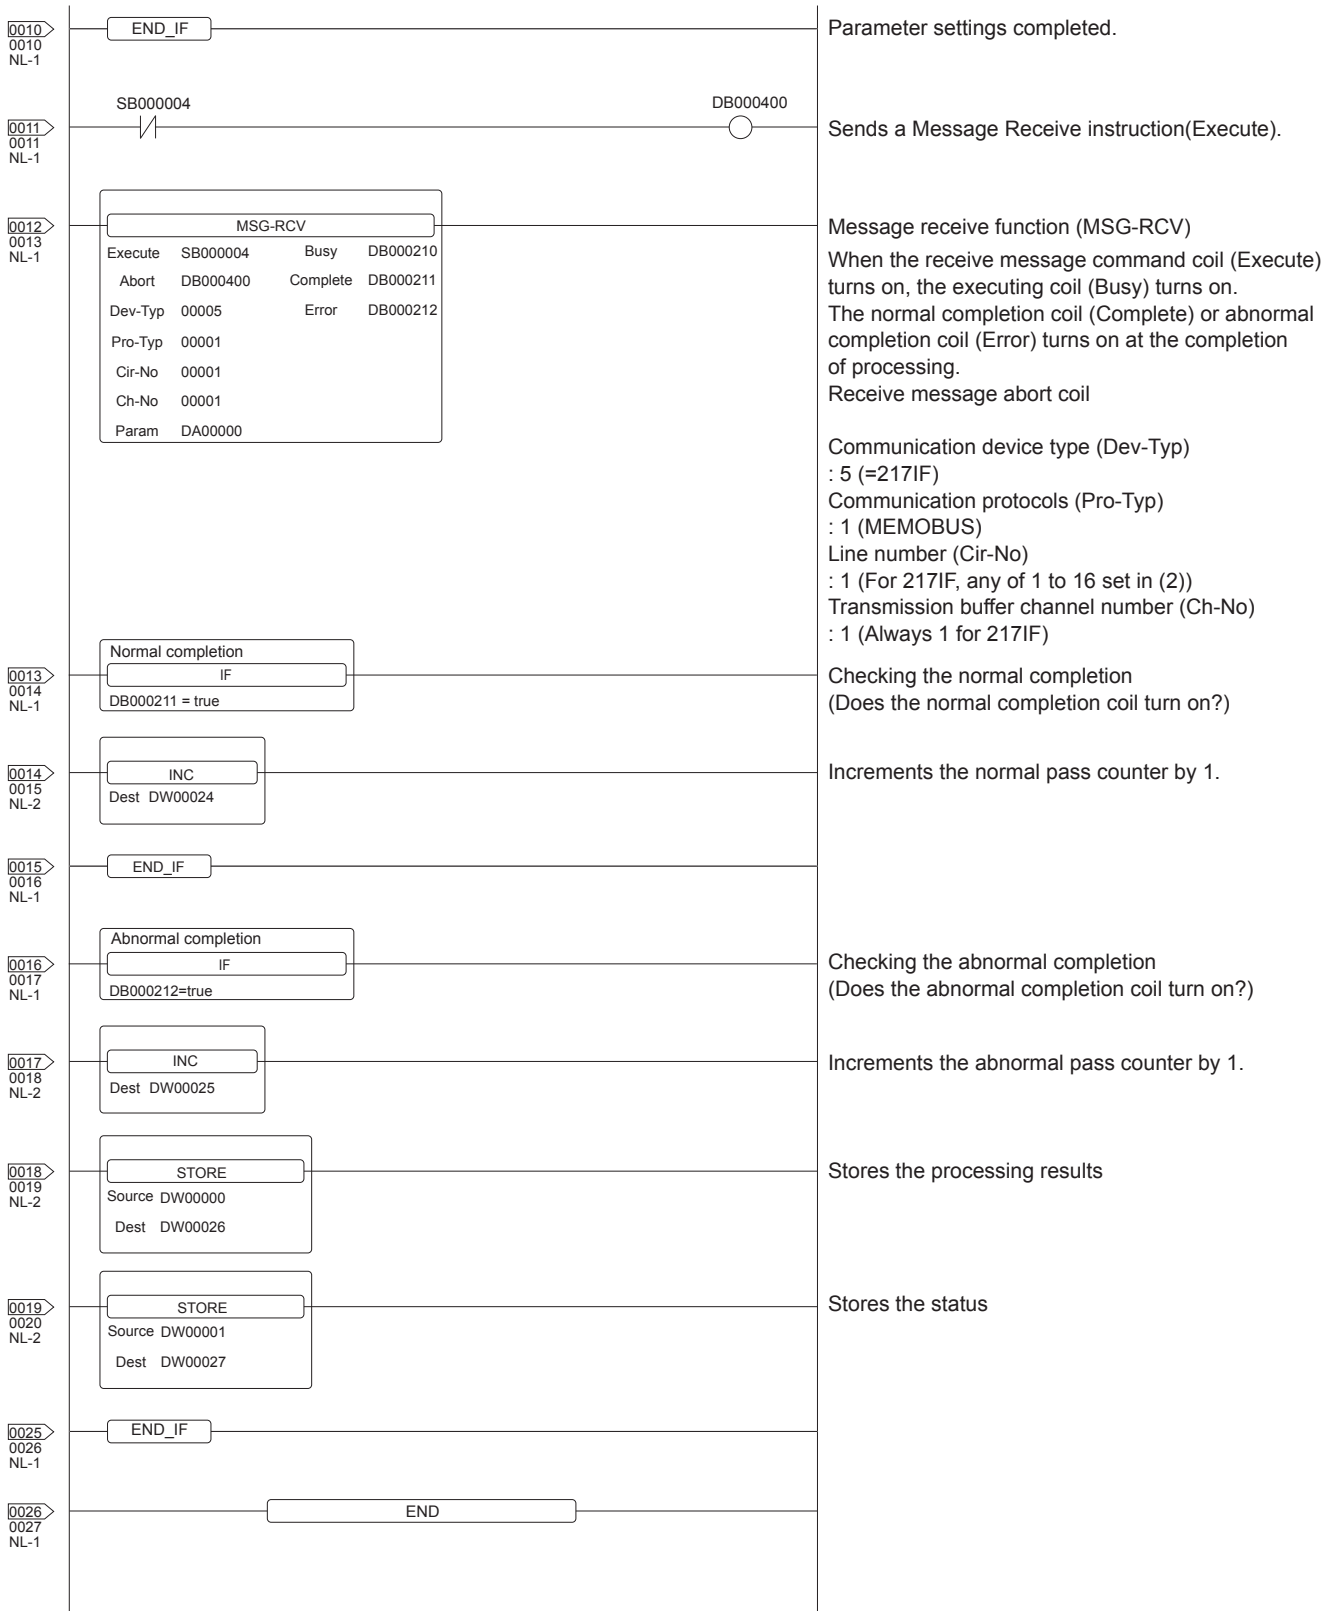 0010
0010
NL-1
END_IF
Parameter settings completed.
SB000004
DB000400
0011
0011
NL-1
Sends a Message Receive instruction(Execute).
0012
0013
NL-1
MSG-RCV
Execute SB000004 Busy DB000210
Abort DB000400 Complete DB000211
Dev-Typ 00005 Error DB000212
Pro-Typ 00001
Cir-No 00001
Ch-No 00001
Param DA00000
Message receive function (MSG-RCV)
When the receive message command coil (Execute)
turns on, the executing coil (Busy) turns on.
The normal completion coil (Complete) or abnormal
completion coil (Error) turns on at the completion
of processing.
Receive message abort coil
Communication device type (Dev-Typ)
: 5 (=217IF)
Communication protocols (Pro-Typ)
: 1 (MEMOBUS)
Line number (Cir-No)
: 1 (For 217IF, any of 1 to 16 set in (2))
Transmission buffer channel number (Ch-No)
: 1 (Always 1 for 217IF)
0013
0014
NL-1
Normal completion
IF
DB000211 = true
Checking the normal completion
(Does the normal completion coil turn on?)
0014
0015
NL-2
INC
Dest DW00024
Increments the normal pass counter by 1.
0015
0016
NL-1
END_IF
0016
0017
NL-1
Abnormal completion
IF
DB000212=true
Checking the abnormal completion
(Does the abnormal completion coil turn on?)
0017
0018
NL-2
INC
Dest DW00025
Increments the abnormal pass counter by 1.
0018
0019
NL-2
STORE
Source DW00000
Dest DW00026
Stores the processing results
0019
0020
NL-2
STORE
Source DW00001
Dest DW00027
Stores the status
0025
0026
NL-1
END_IF
0026
0027
NL-1
END